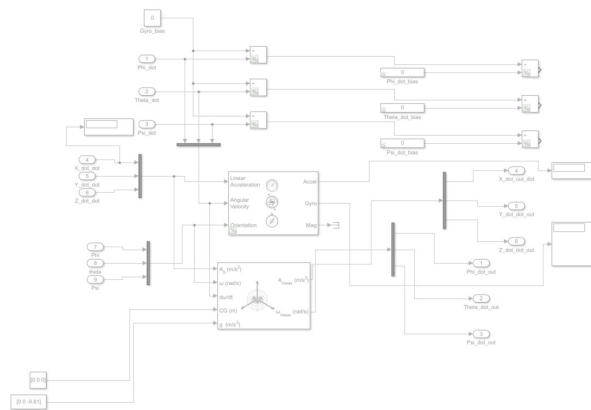 0
Gyro_bias
1
Phi_dot
2
Theta_dot
3
Psi_dot
0
Phi_dot_bias
0
Theta_dot_bias
0
Psi_dot_bias
4
X_dot_dot
5
Y_dot_dot
6
Z_dot_dot
Linear
Acceleration
Angular
Velocity
Orientation
Accel
Gyro
Mag
4
X_dot_out_dot
5
Y_dot_dot_out
6
Z_dot_dot_out
7
Phi
8
theta
9
Psi
A_b (m/s²)
ω (rad/s)
dω/dt
CG (m)
g (m/s²)
A_meas (m/s²)
ω_meas (rad/s)
1
Phi_dot_out
2
Theta_dot_out
3
Psi_dot_out
[0 0 0]
[0 0 -9.81]